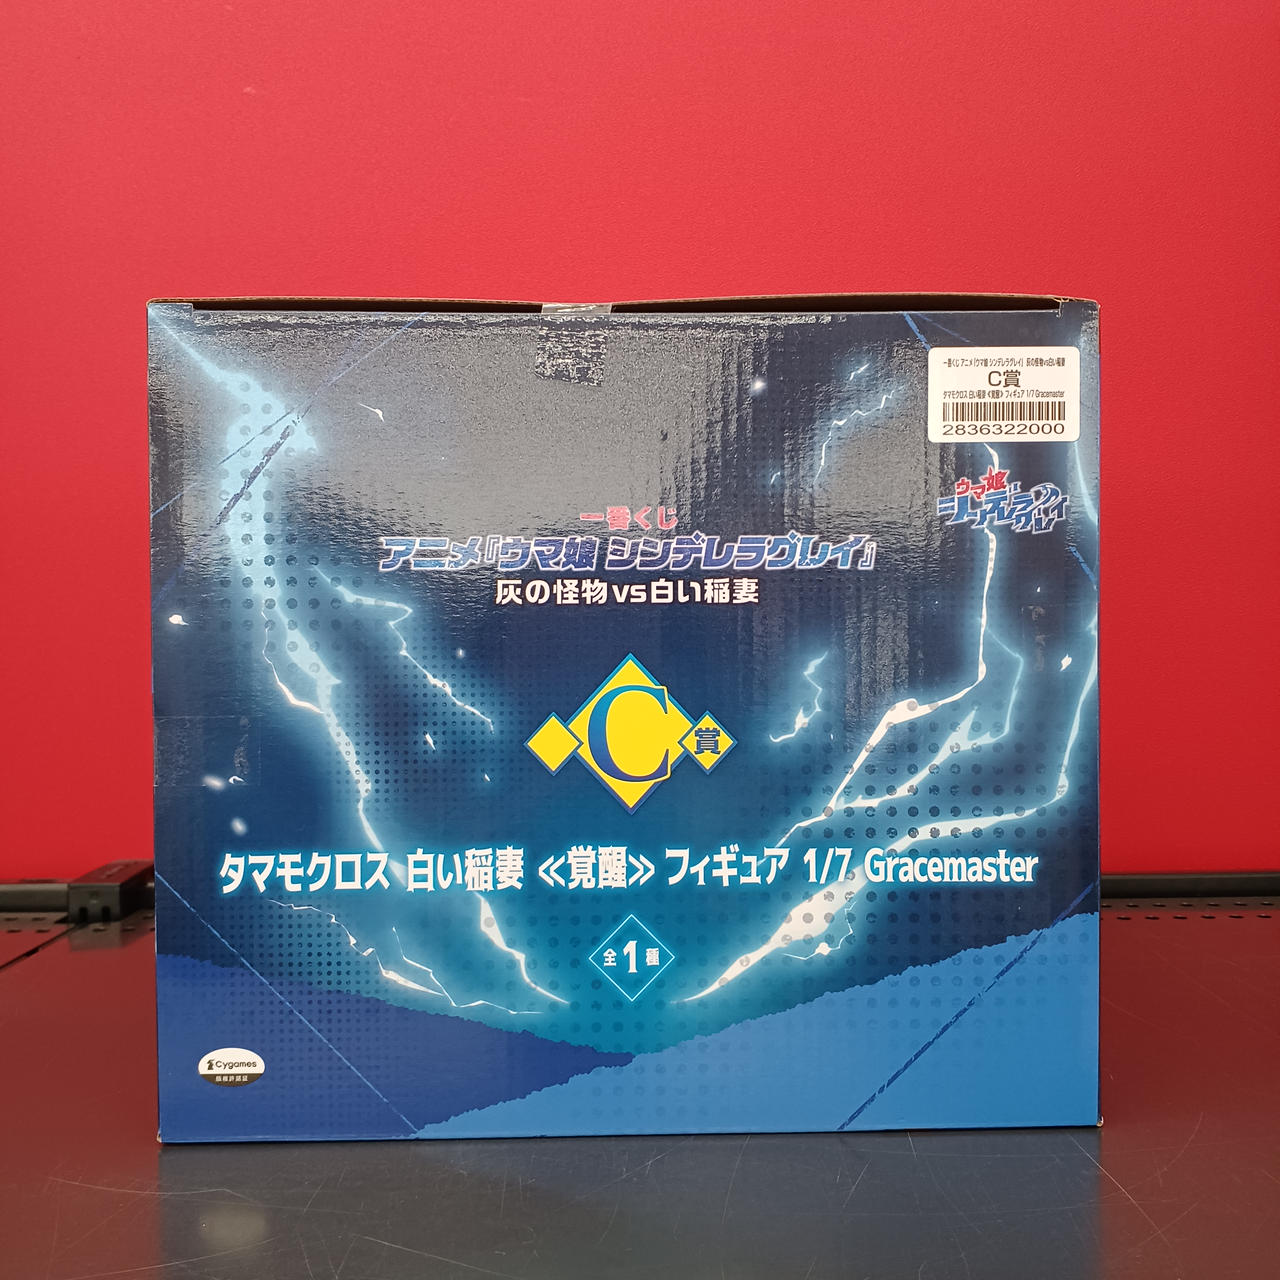 一番くじ アニメ『ウマ娘 シンデレラグレイ』 灰の怪物vs白い稲妻
C賞
タマモクロス 白い稲妻 ≪覚醒≫ フィギュア 1/7 Gracemaster
2836322000
ウマ娘
シンデレラグレイ
一番くじ
アニメ『ウマ娘 シンデレラグレイ』
灰の怪物vs白い稲妻
C賞
タマモクロス 白い稲妻 ≪覚醒≫ フィギュア 1/7 Gracemaster
全1種
Cygames
版権許諾証